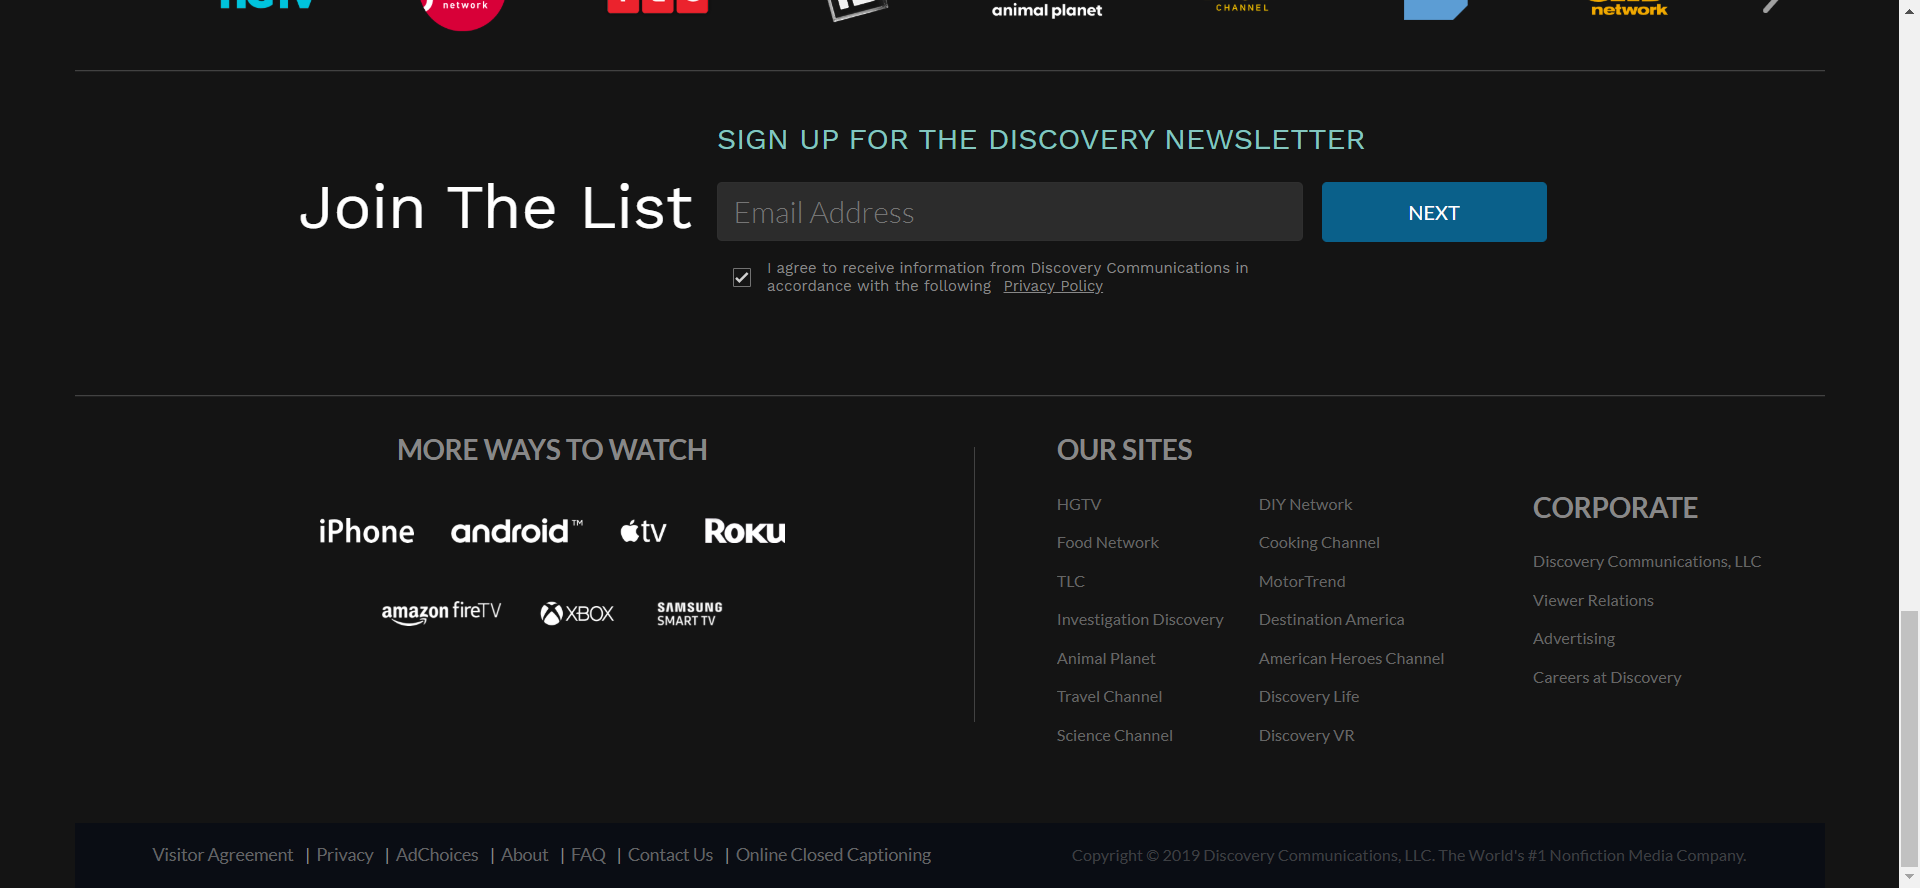 HGTV
network
TLC
ID
animal planet
CHANNEL
network
SIGN UP FOR THE DISCOVERY NEWSLETTER
Join The List
Email Address
NEXT
I agree to receive information from Discovery Communications in
accordance with the following Privacy Policy
MORE WAYS TO WATCH
iPhone android™ tv Roku
amazon fireTV XBOX SAMSUNG SMART TV
OUR SITES
HGTV
Food Network
TLC
Investigation Discovery
Animal Planet
Travel Channel
Science Channel
DIY Network
Cooking Channel
MotorTrend
Destination America
American Heroes Channel
Discovery Life
Discovery VR
CORPORATE
Discovery Communications, LLC
Viewer Relations
Advertising
Careers at Discovery
Visitor Agreement | Privacy | AdChoices | About | FAQ | Contact Us | Online Closed Captioning
Copyright © 2019 Discovery Communications, LLC. The World's #1 Nonfiction Media Company.